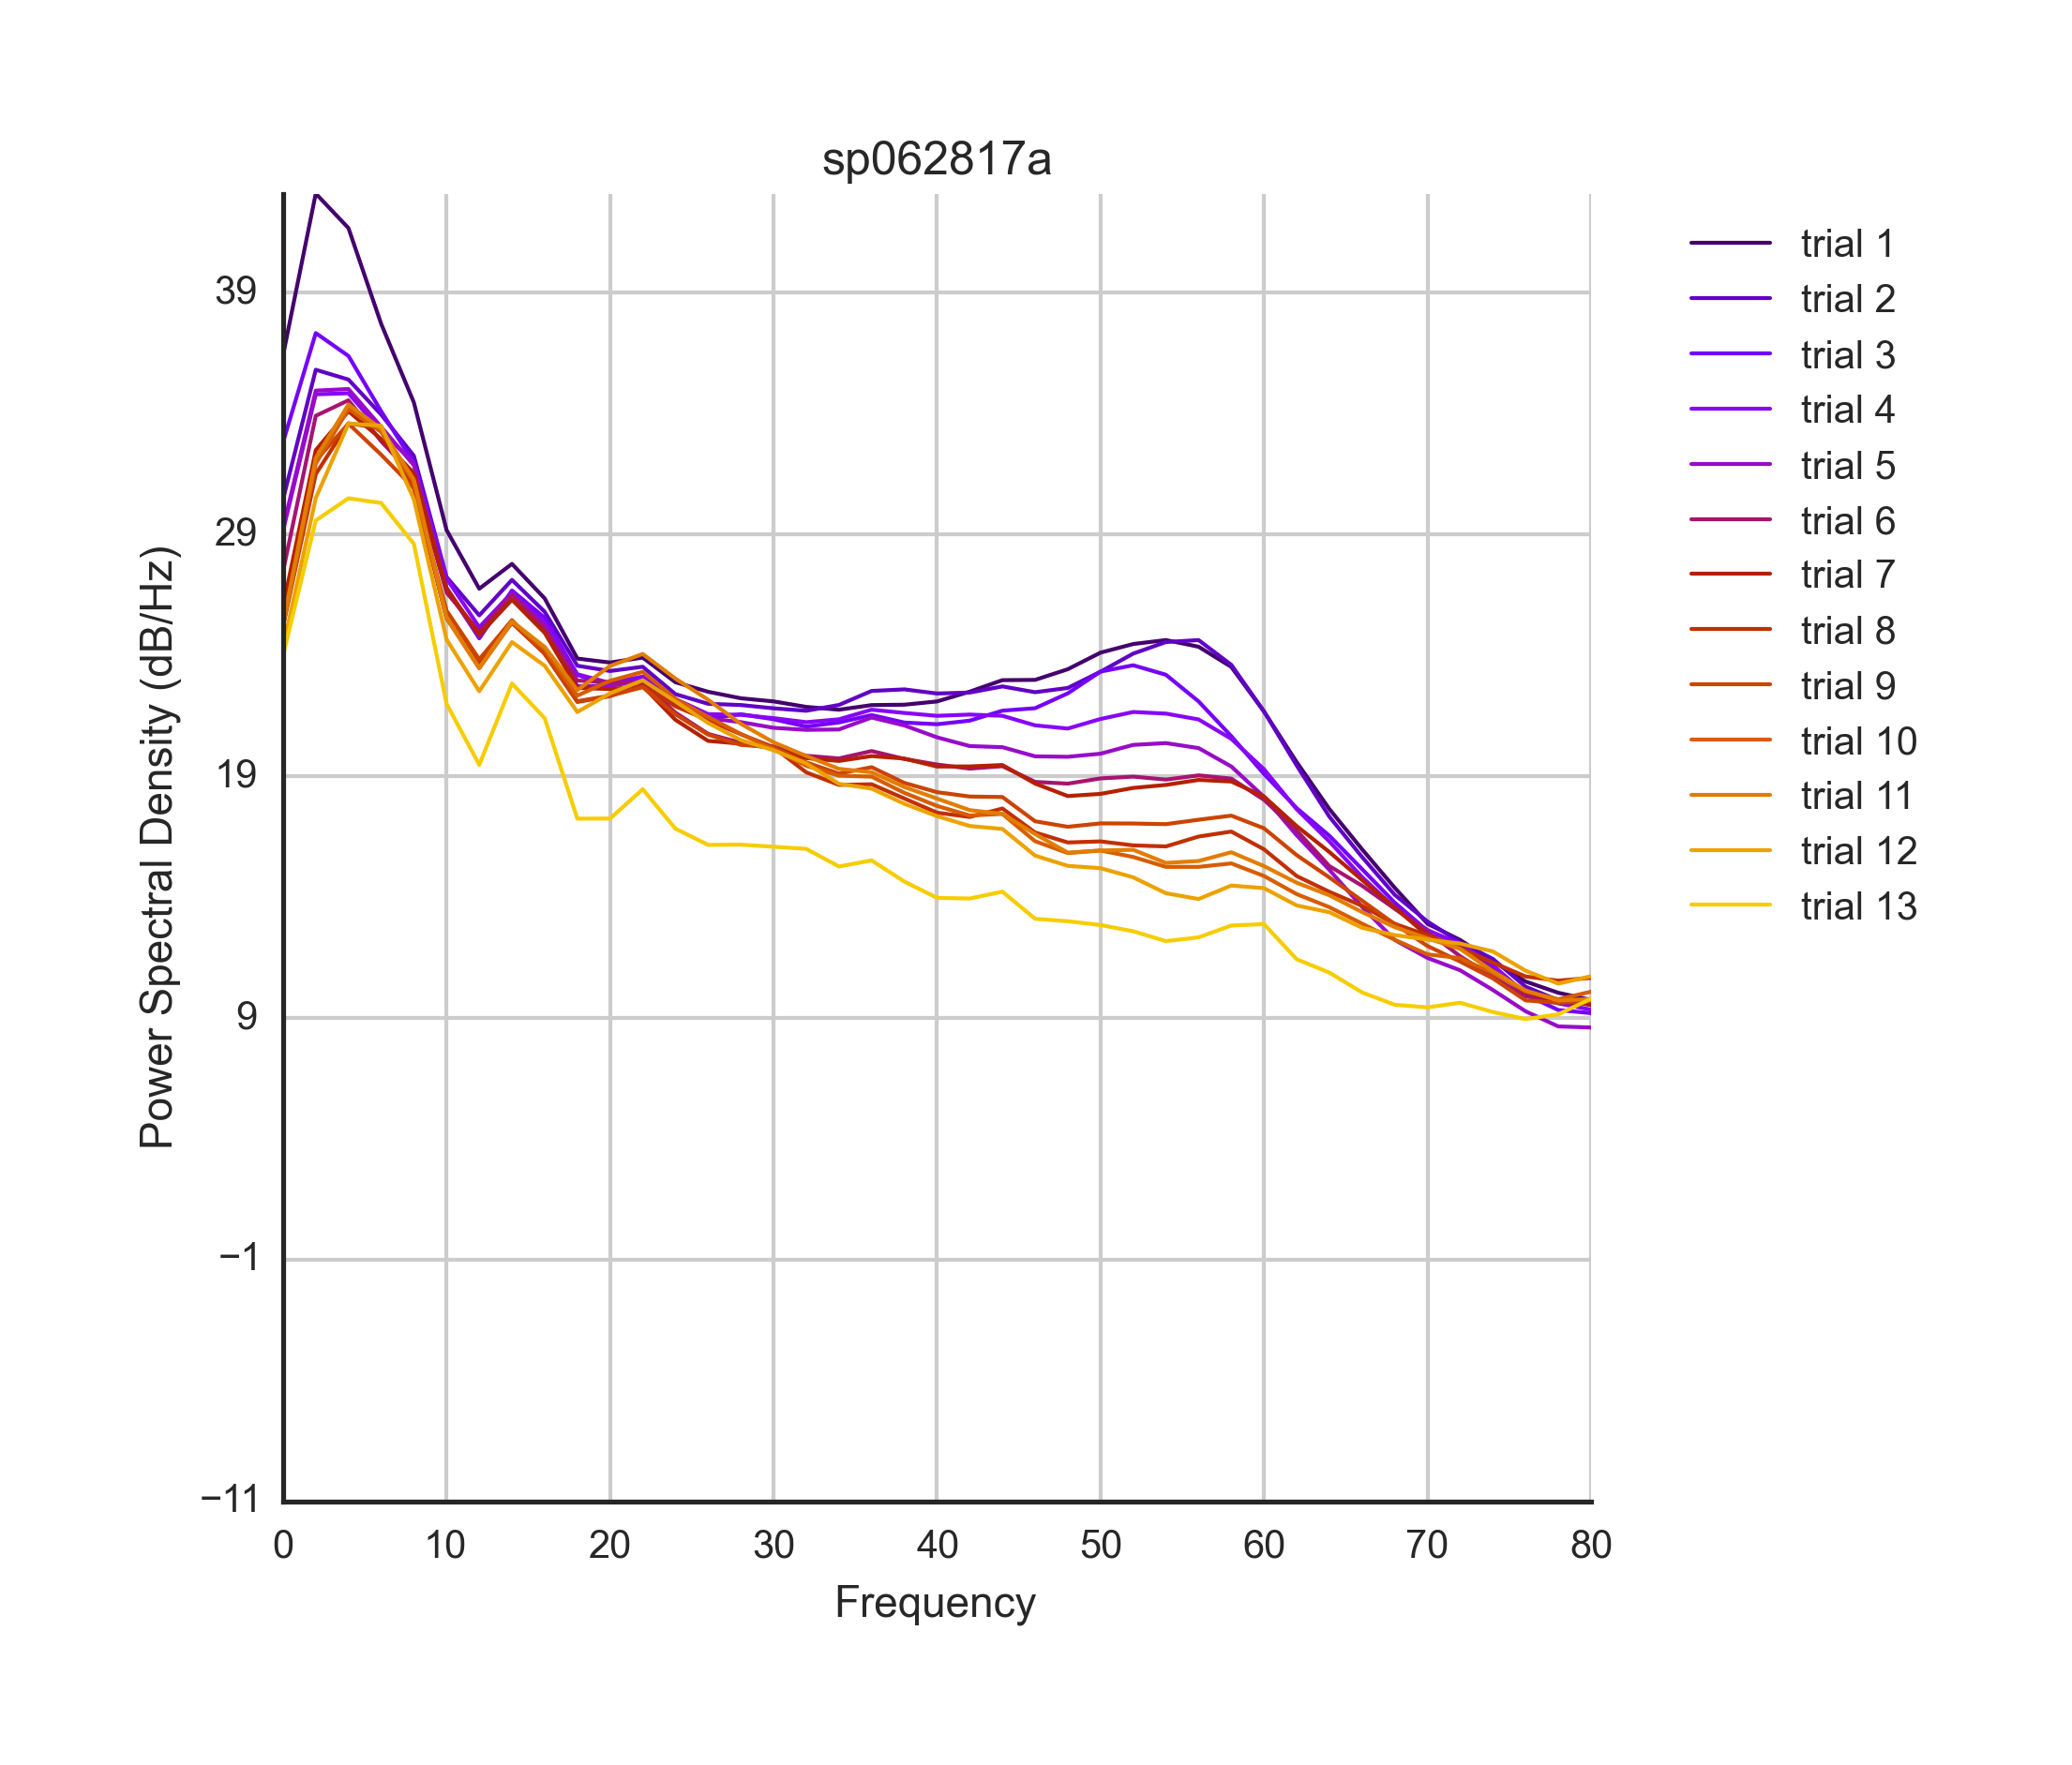 sp062817a
Power Spectral Density (dB/Hz)
39
29
19
9
−1
−11
0 10 20 30 40 50 60 70 80
Frequency
trial 1
trial 2
trial 3
trial 4
trial 5
trial 6
trial 7
trial 8
trial 9
trial 10
trial 11
trial 12
trial 13